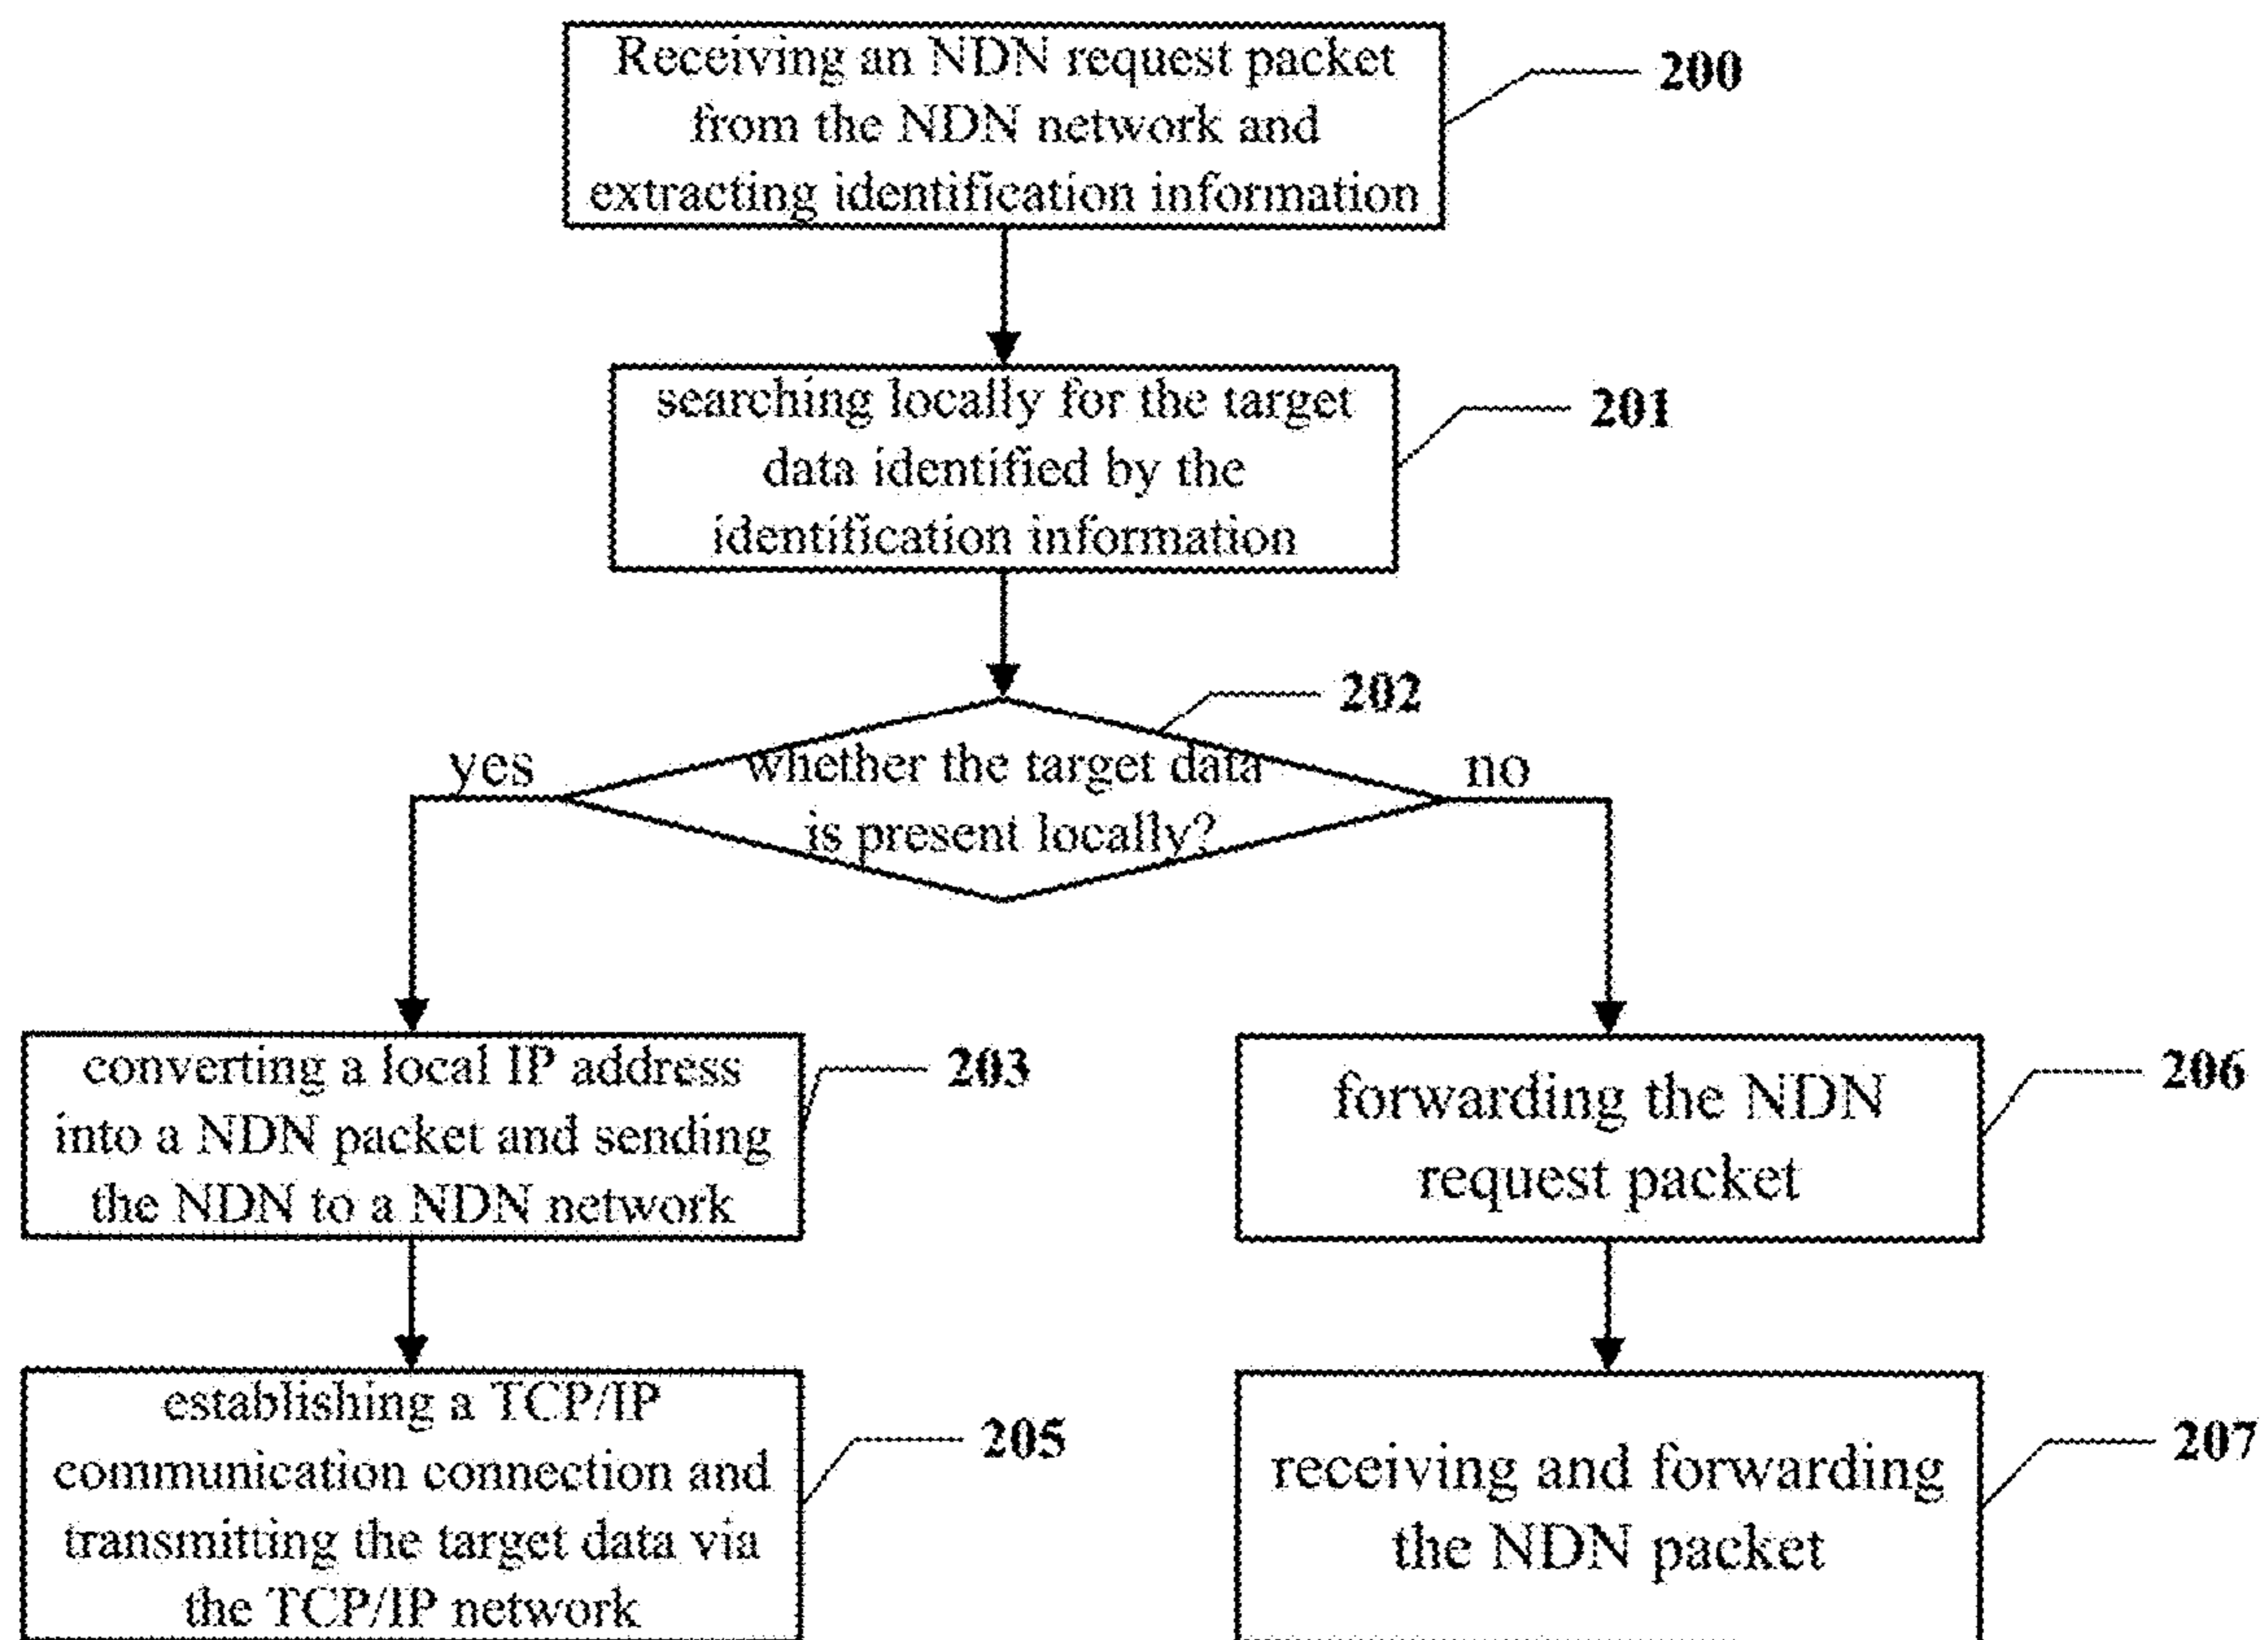 Receiving an NDN request packet
from the NDN network and
extracting identification information
200
searching locally for the target
data identified by the
identification information
201
202
whether the target data
is present locally?
yes
no
converting a local IP address
into a NDN packet and sending
the NDN to a NDN network
203
forwarding the NDN
request packet
206
establishing a TCP/IP
communication connection and
transmitting the target data via
the TCP/IP network
205
receiving and forwarding
the NDN packet
207